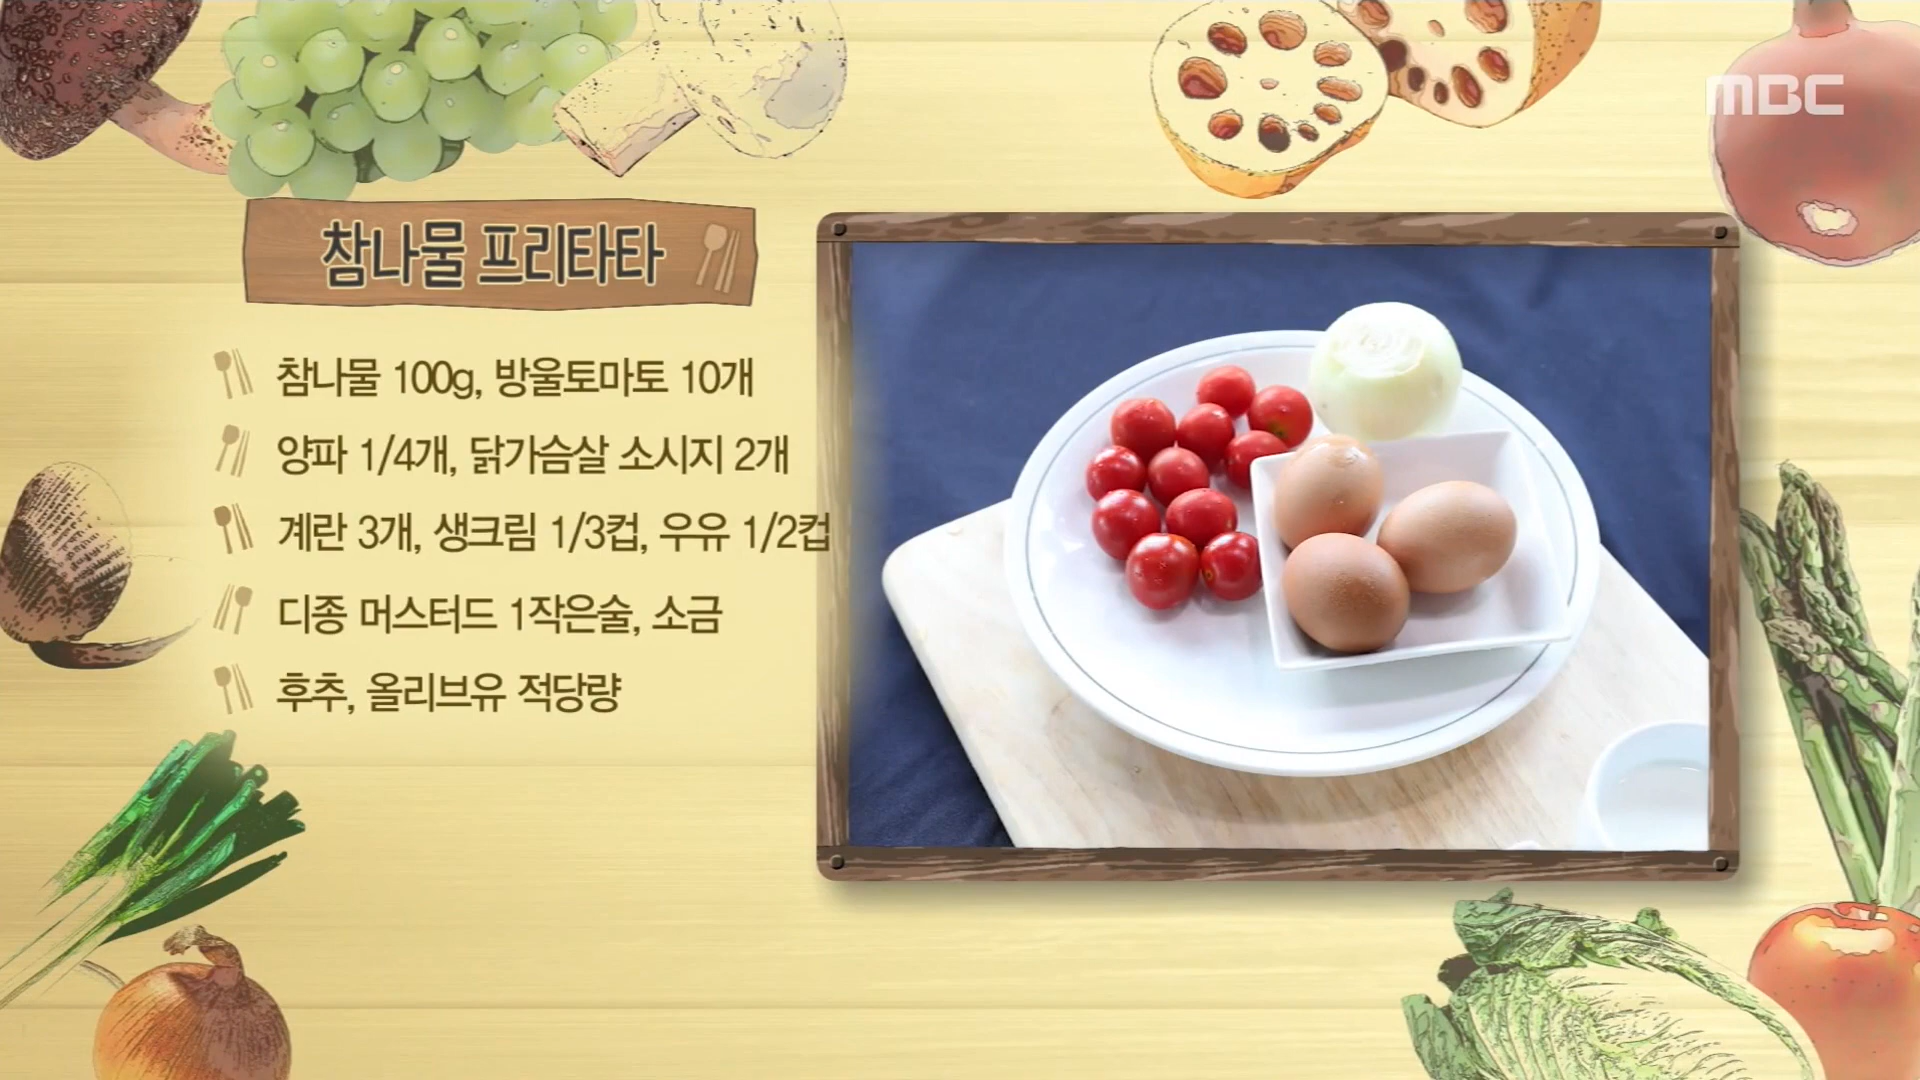 MBC
참나물 프리타타
참나물 100g, 방울토마토 10개
양파 1/4개, 닭가슴살 소시지 2개
계란 3개, 생크림 1/3컵, 우유 1/2컵
디종 머스터드 1작은술, 소금
후추, 올리브유 적당량